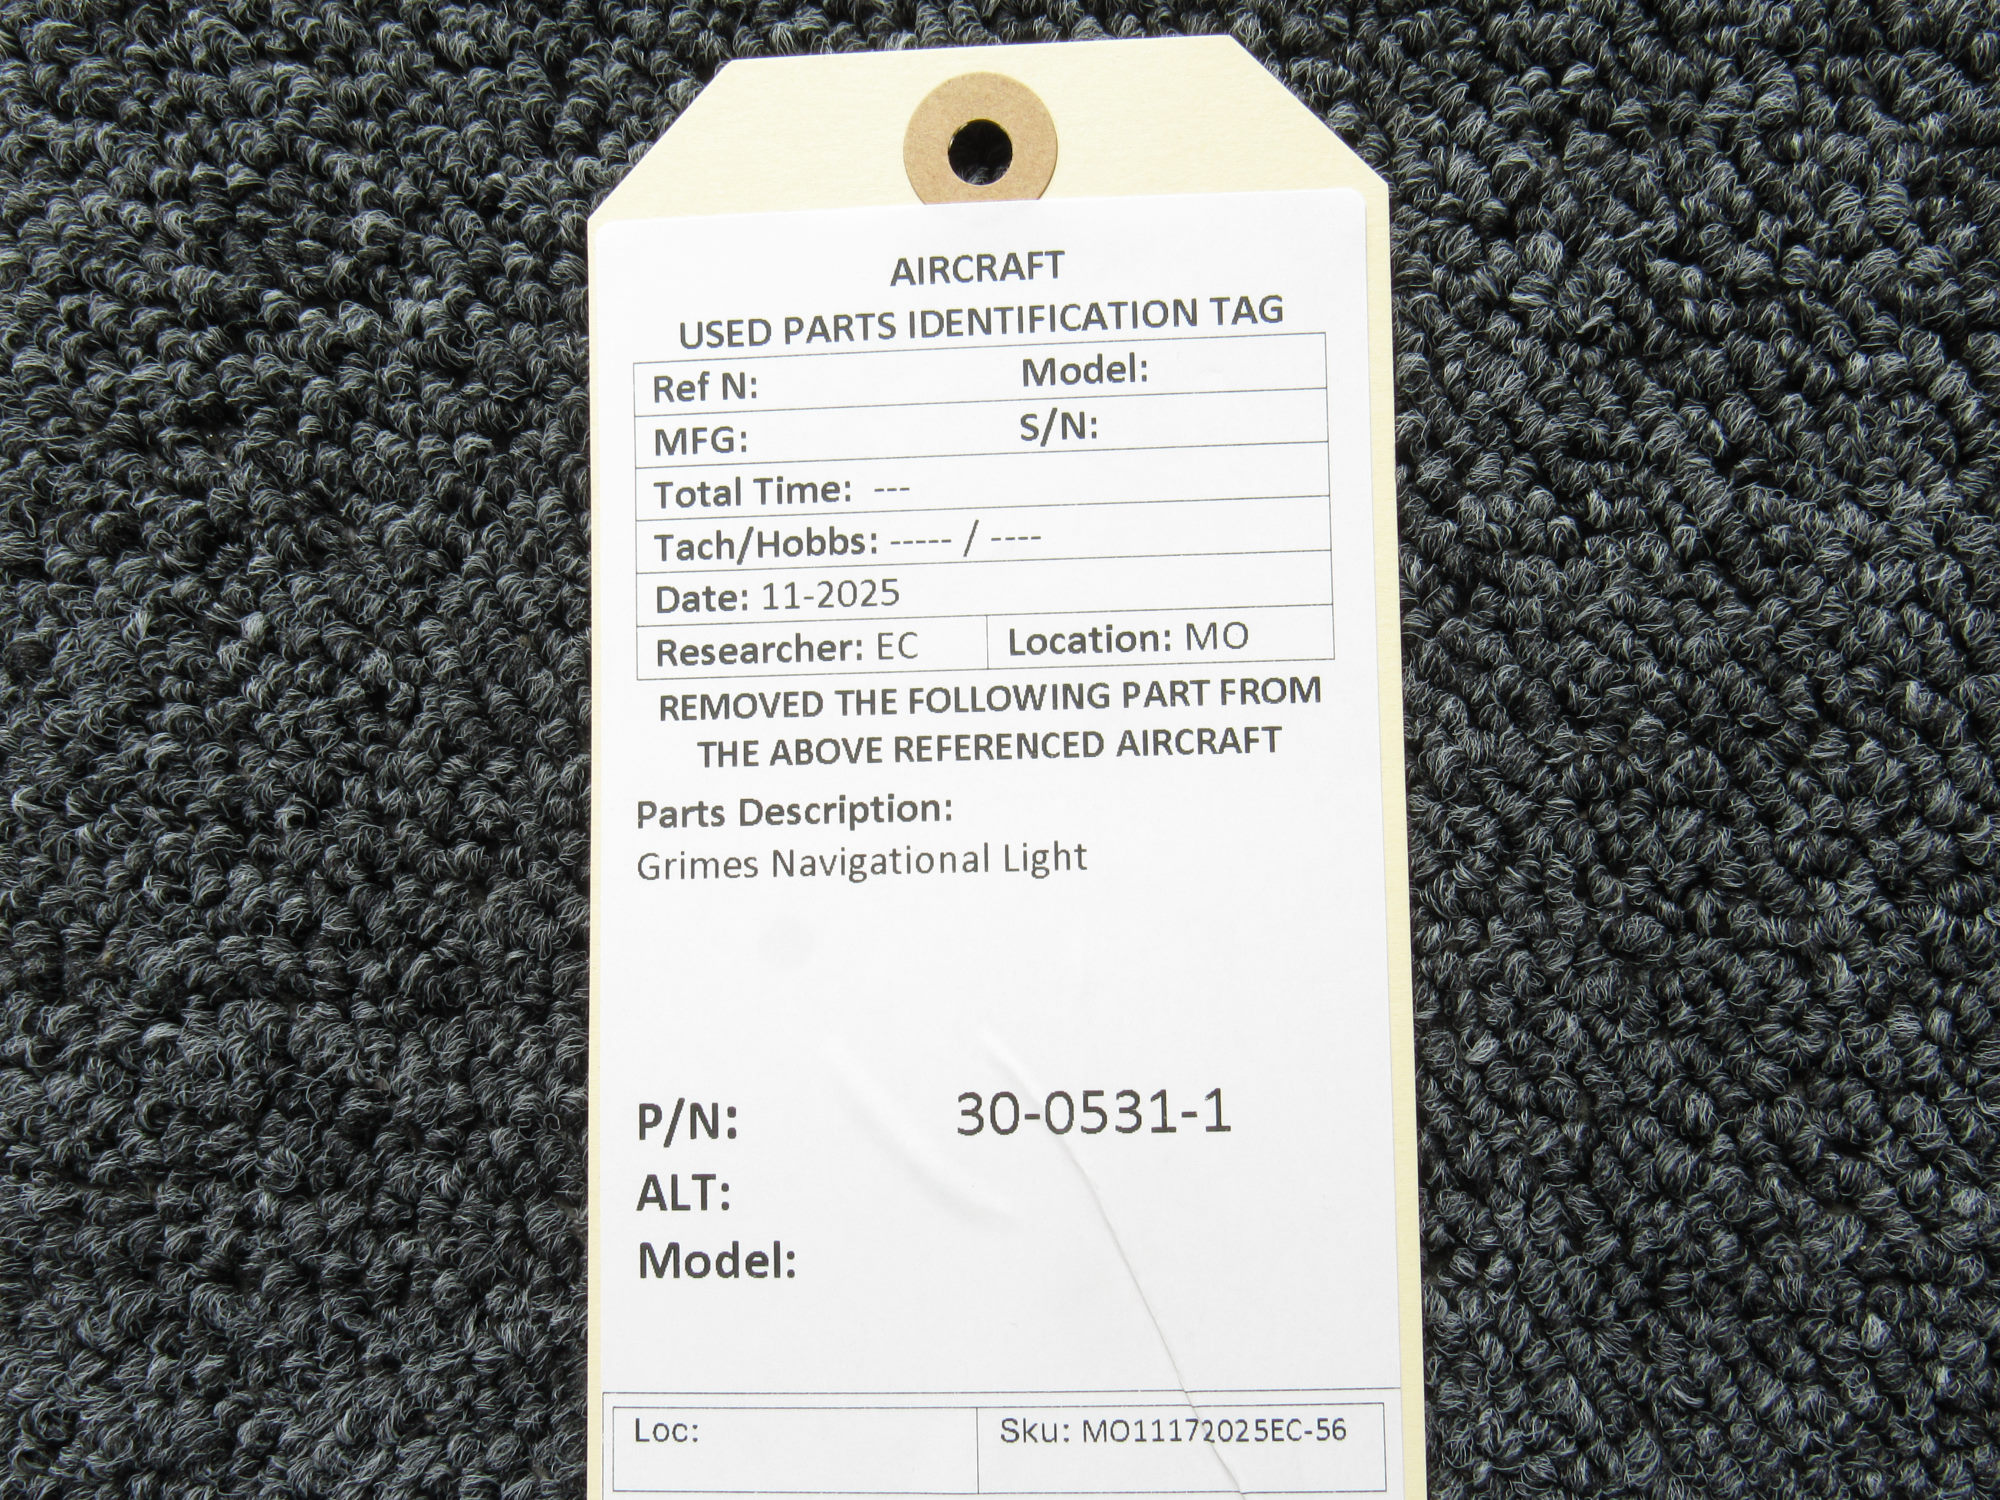 AIRCRAFT
USED PARTS IDENTIFICATION TAG
Ref N: Model:
MFG: S/N:
Total Time: ---
Tach/Hobbs: ----- / ----
Date: 11-2025
Researcher: EC Location: MO
REMOVED THE FOLLOWING PART FROM
THE ABOVE REFERENCED AIRCRAFT
Parts Description:
Grimes Navigational Light
P/N: 30-0531-1
ALT:
Model:
Loc: Sku: MO11172025EC-56